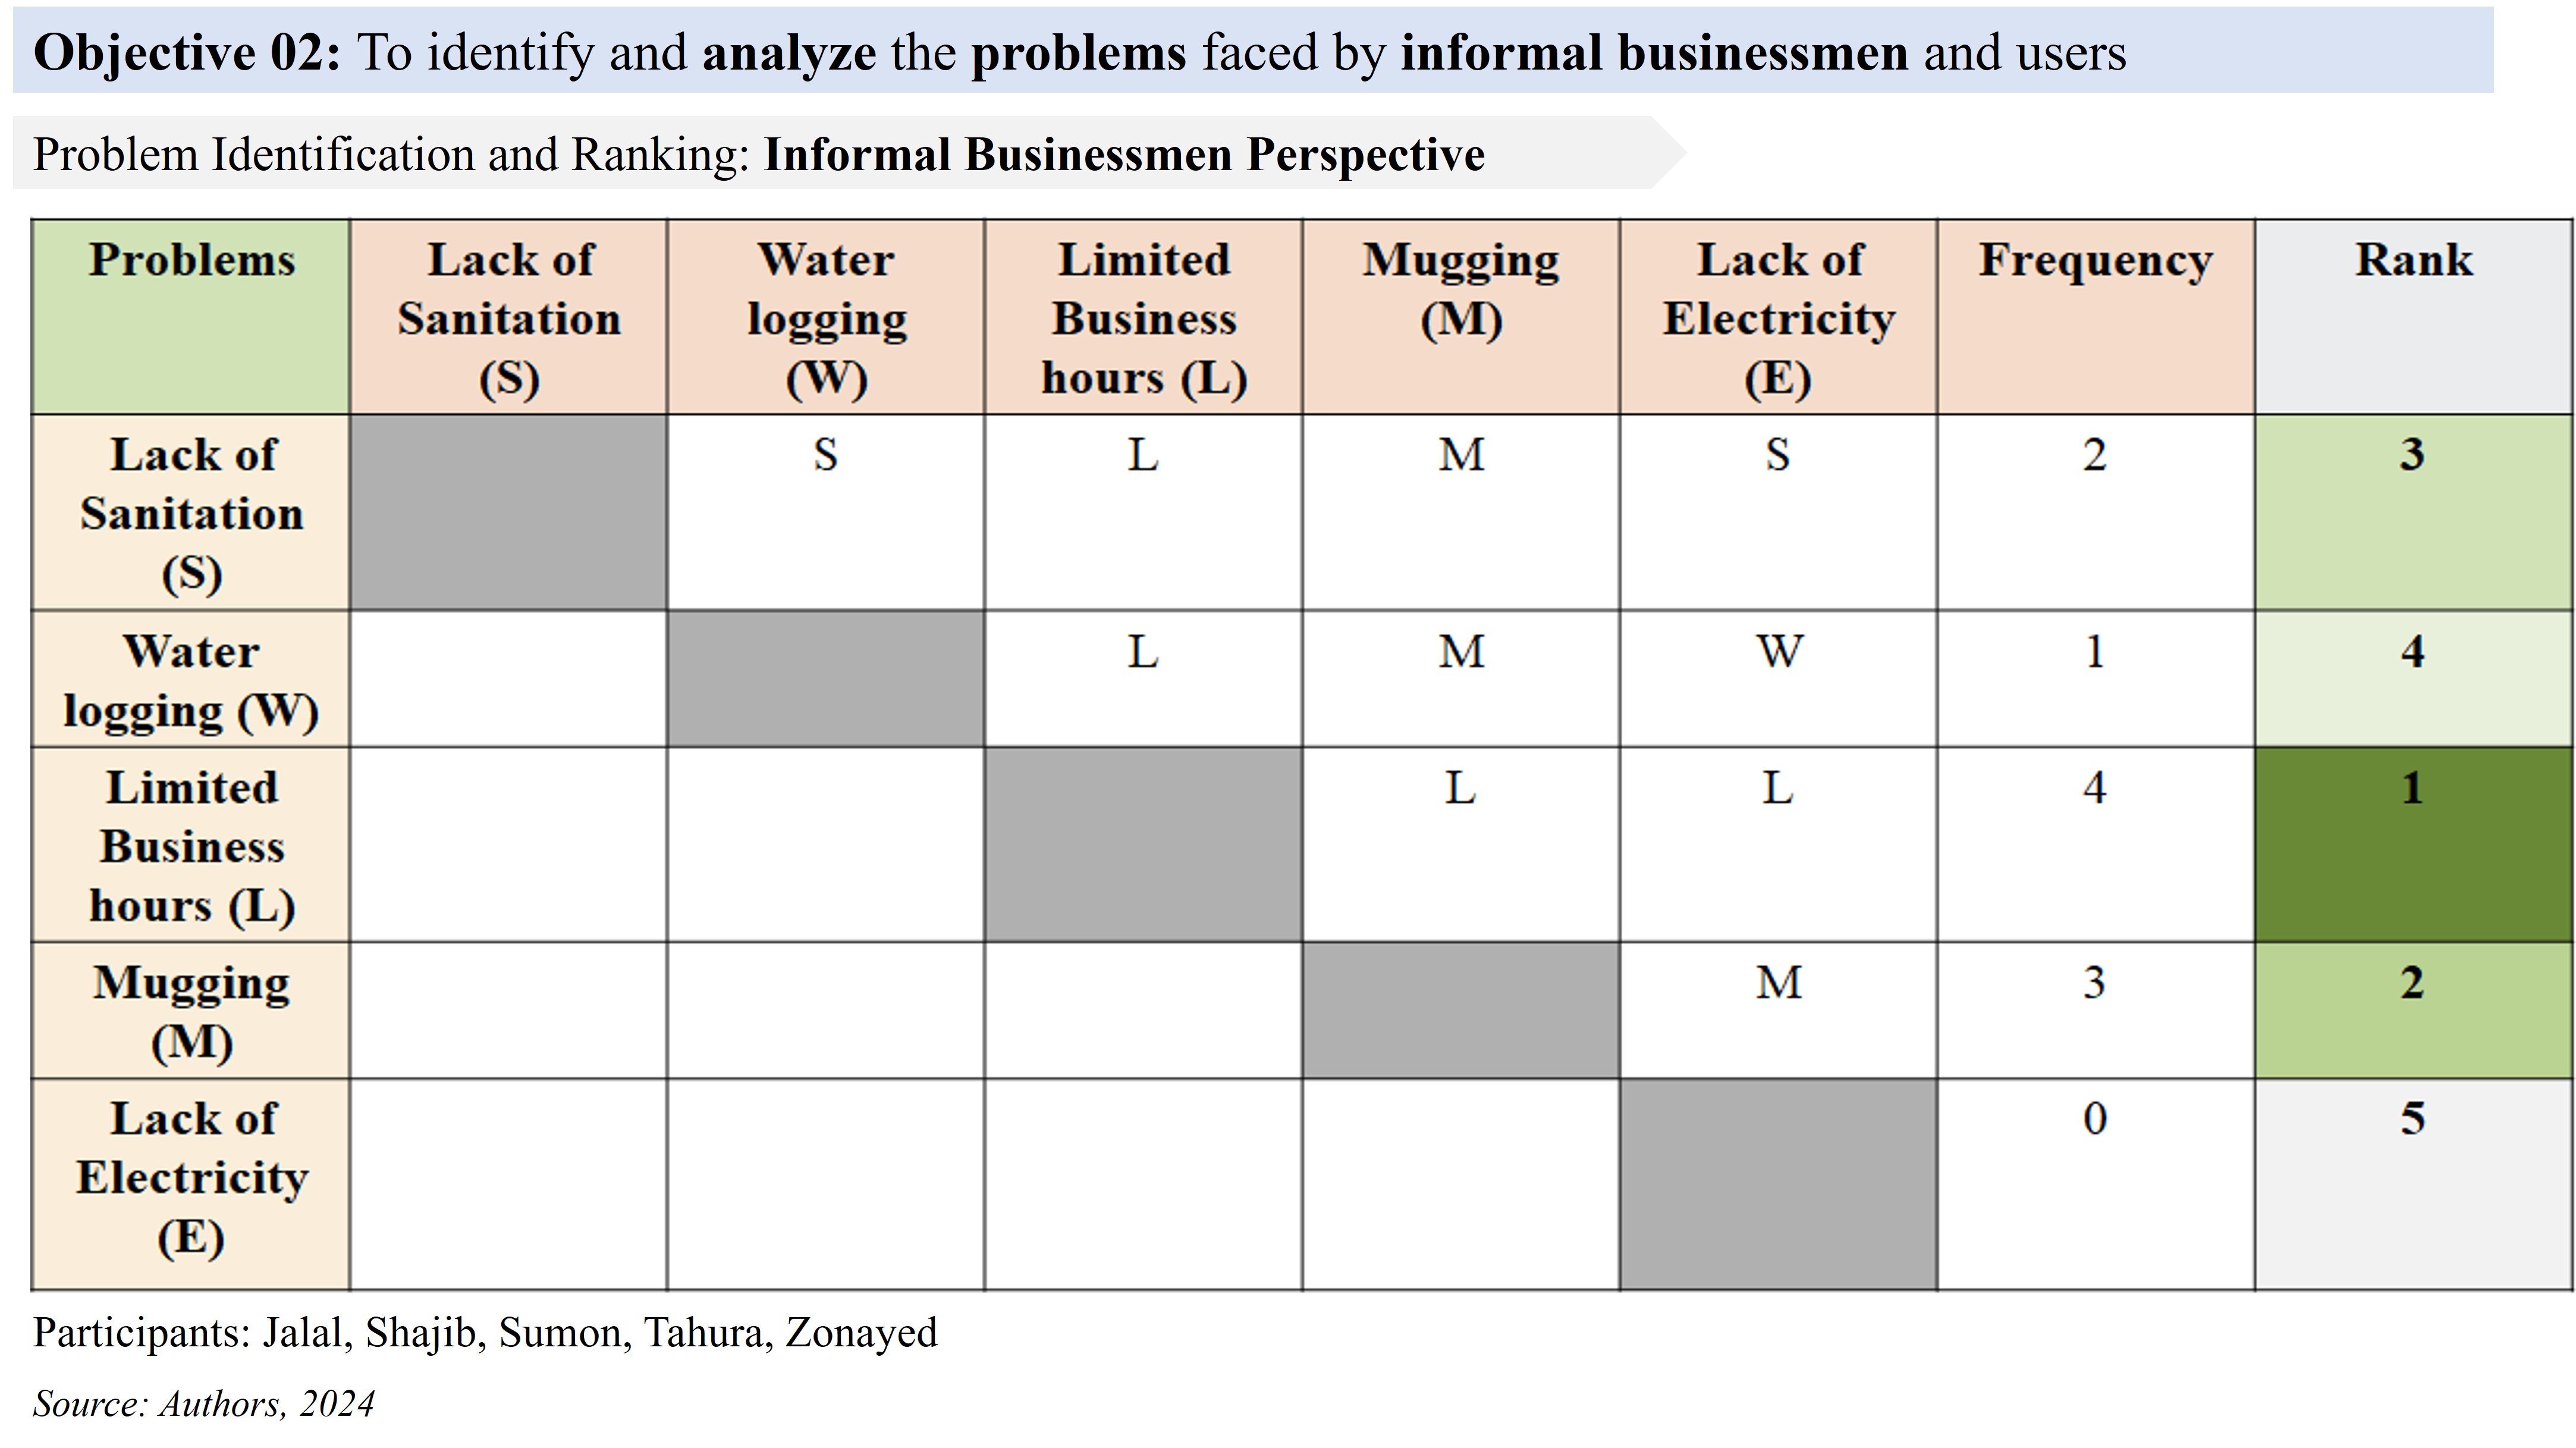 Objective 02: To identify and analyze the problems faced by informal businessmen and users
Problem Identification and Ranking: Informal Businessmen Perspective
Problems Lack of Sanitation (S) Water logging (W) Limited Business hours (L) Mugging (M) Lack of Electricity (E) Frequency Rank
Lack of Sanitation (S) S L M S 2 3
Water logging (W) L M W 1 4
Limited Business hours (L) L L 4 1
Mugging (M) M 3 2
Lack of Electricity (E) 0 5
Participants: Jalal, Shajib, Sumon, Tahura, Zonayed
Source: Authors, 2024